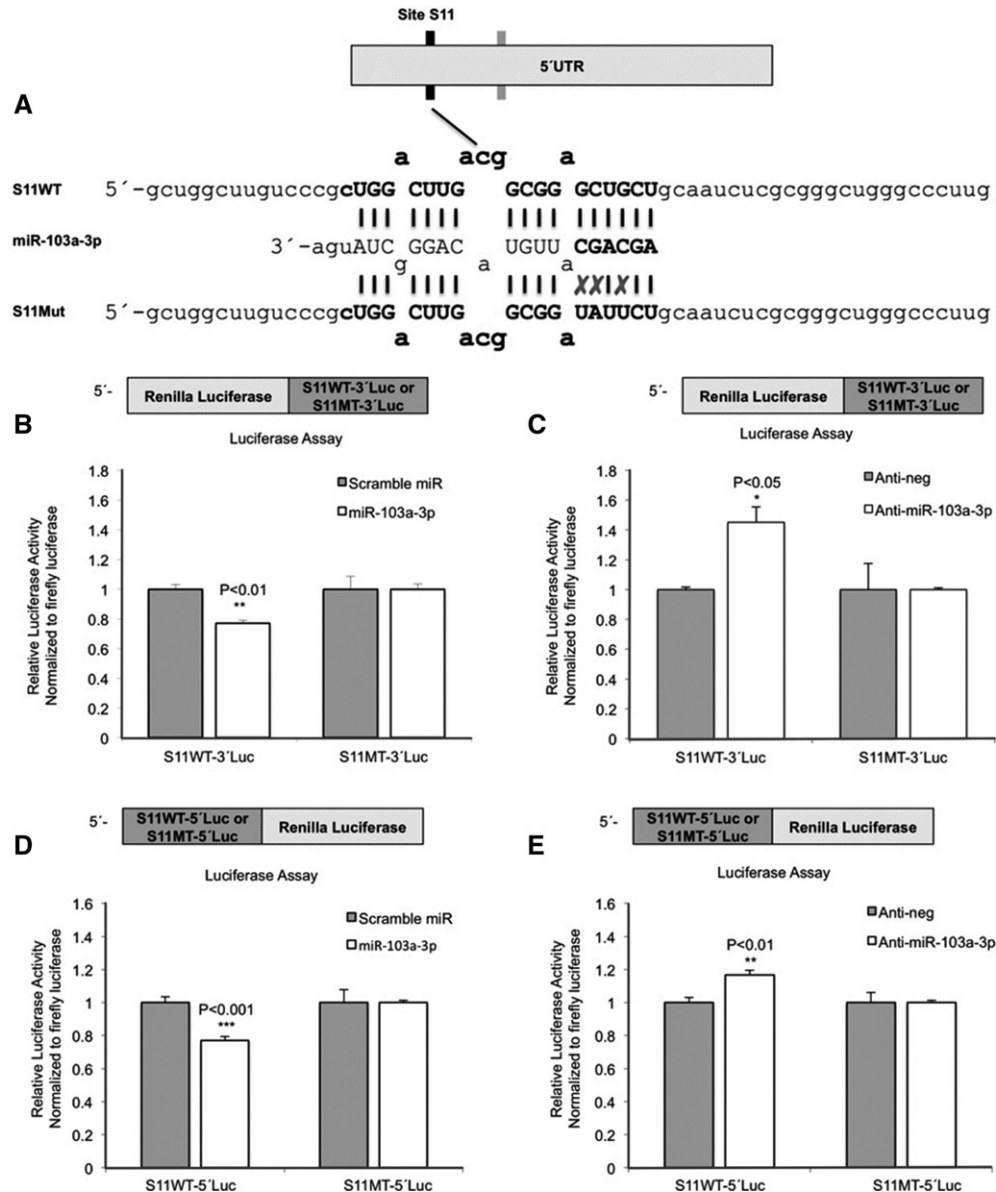 Site S11
5´UTR
A
a acg a
S11WT 5´-gcuggcuugucccgcUGG CUUG GCGG GCUGCUgcaaucucgcgggcugggcccuug
miR-103a-3p 3´-aguAUC GGAC UGUU CGACGA
g a a
S11Mut 5´-gcuggcuugucccgcUGG CUUG GCGG UAUUCUgcaaucucgcgggcugggcccuug
a acg a
5´- Renilla Luciferase S11WT-3´Luc or
S11MT-3´Luc
B
Luciferase Assay
Relative Luciferase Activity
Normalized to firefly luciferase
1.8
1.6
1.4
1.2
1
0.8
0.6
0.4
0.2
0
Scramble miR
miR-103a-3p
P<0.01
**
S11WT-3´Luc S11MT-3´Luc
5´- Renilla Luciferase S11WT-3´Luc or
S11MT-3´Luc
C
Luciferase Assay
Relative Luciferase Activity
Normalized to firefly luciferase
1.8
1.6
1.4
1.2
1
0.8
0.6
0.4
0.2
0
Anti-neg
Anti-miR-103a-3p
P<0.05
*
S11WT-3´Luc S11MT-3´Luc
5´- S11WT-5´Luc or
S11MT-5´Luc Renilla Luciferase
D
Luciferase Assay
Relative Luciferase Activity
Normalized to firefly luciferase
1.6
1.4
1.2
1
0.8
0.6
0.4
0.2
0
Scramble miR
miR-103a-3p
P<0.001
***
S11WT-5´Luc S11MT-5´Luc
5´- S11WT-5´Luc or
S11MT-5´Luc Renilla Luciferase
E
Luciferase Assay
Relative Luciferase Activity
Normalized to firefly luciferase
1.6
1.4
1.2
1
0.8
0.6
0.4
0.2
0
Anti-neg
Anti-miR-103a-3p
P<0.01
**
S11WT-5´Luc S11MT-5´Luc